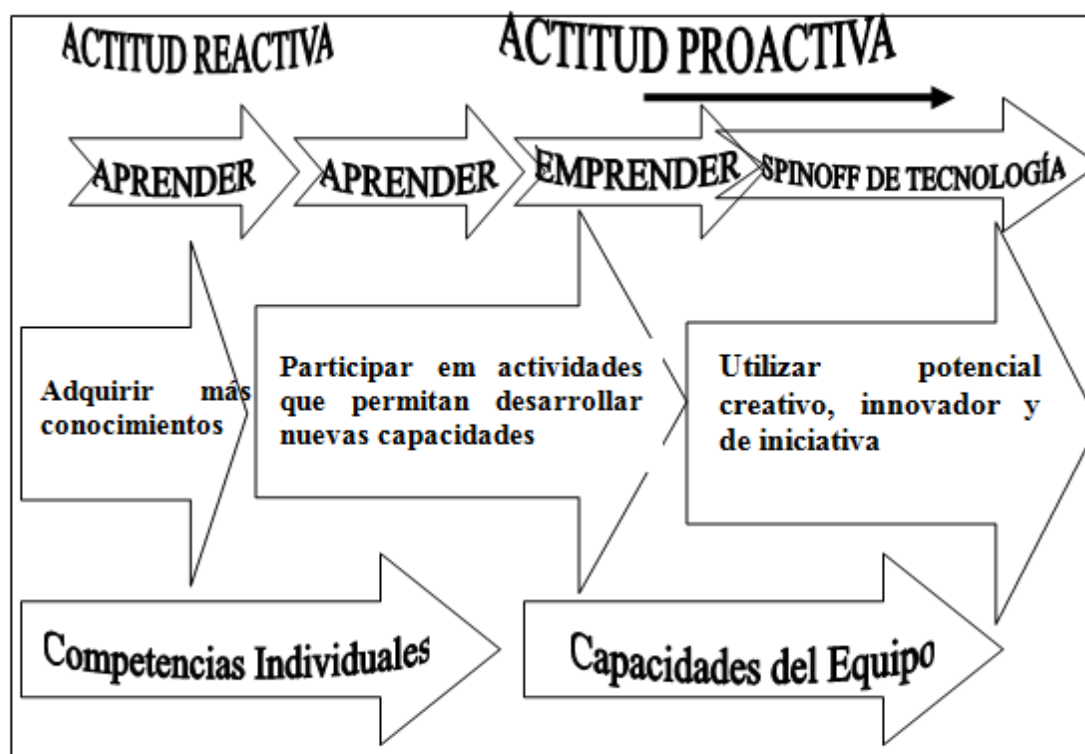 ACTITUD REACTIVA
ACTITUD PROACTIVA
APRENDER
APRENDER
EMPRENDER
SPINOFF DE TECNOLOGÍA
Adquirir más
conocimientos
Participar em actividades
que permitan desarrollar
nuevas capacidades
Utilizar potencial
creativo, innovador y
de iniciativa
Competencias Individuales
Capacidades del Equipo